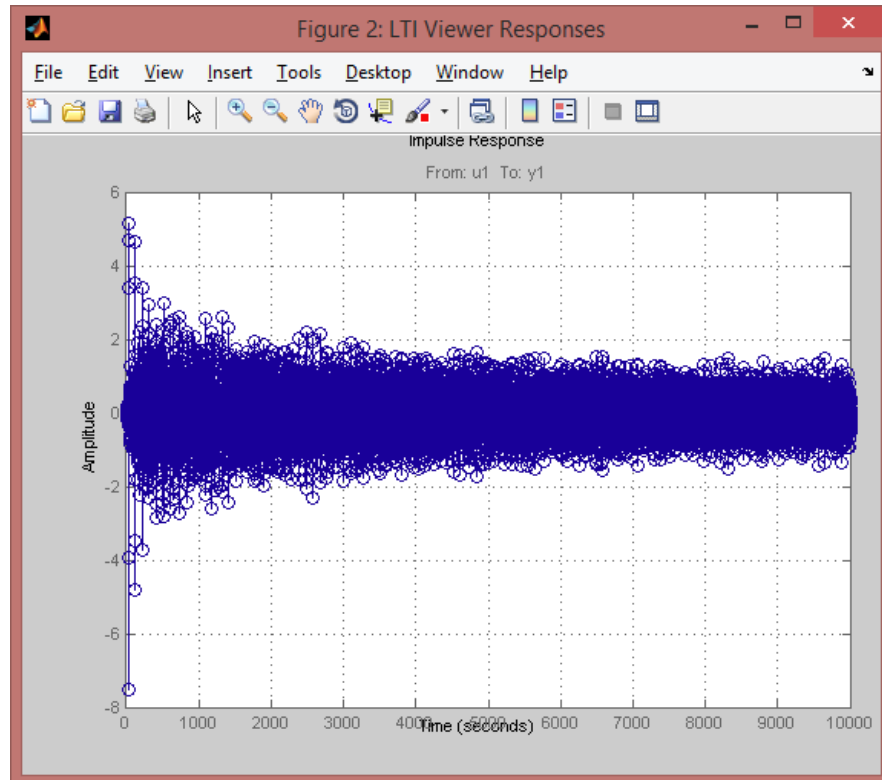 Figure 2: LTI Viewer Responses
File Edit View Insert Tools Desktop Window Help
Impulse Response
From: u1 To: y1
6
4
2
0
-2
-4
-6
-8
Amplitude
0 1000 2000 3000 4000 5000 6000 7000 8000 9000 10000
Time (seconds)